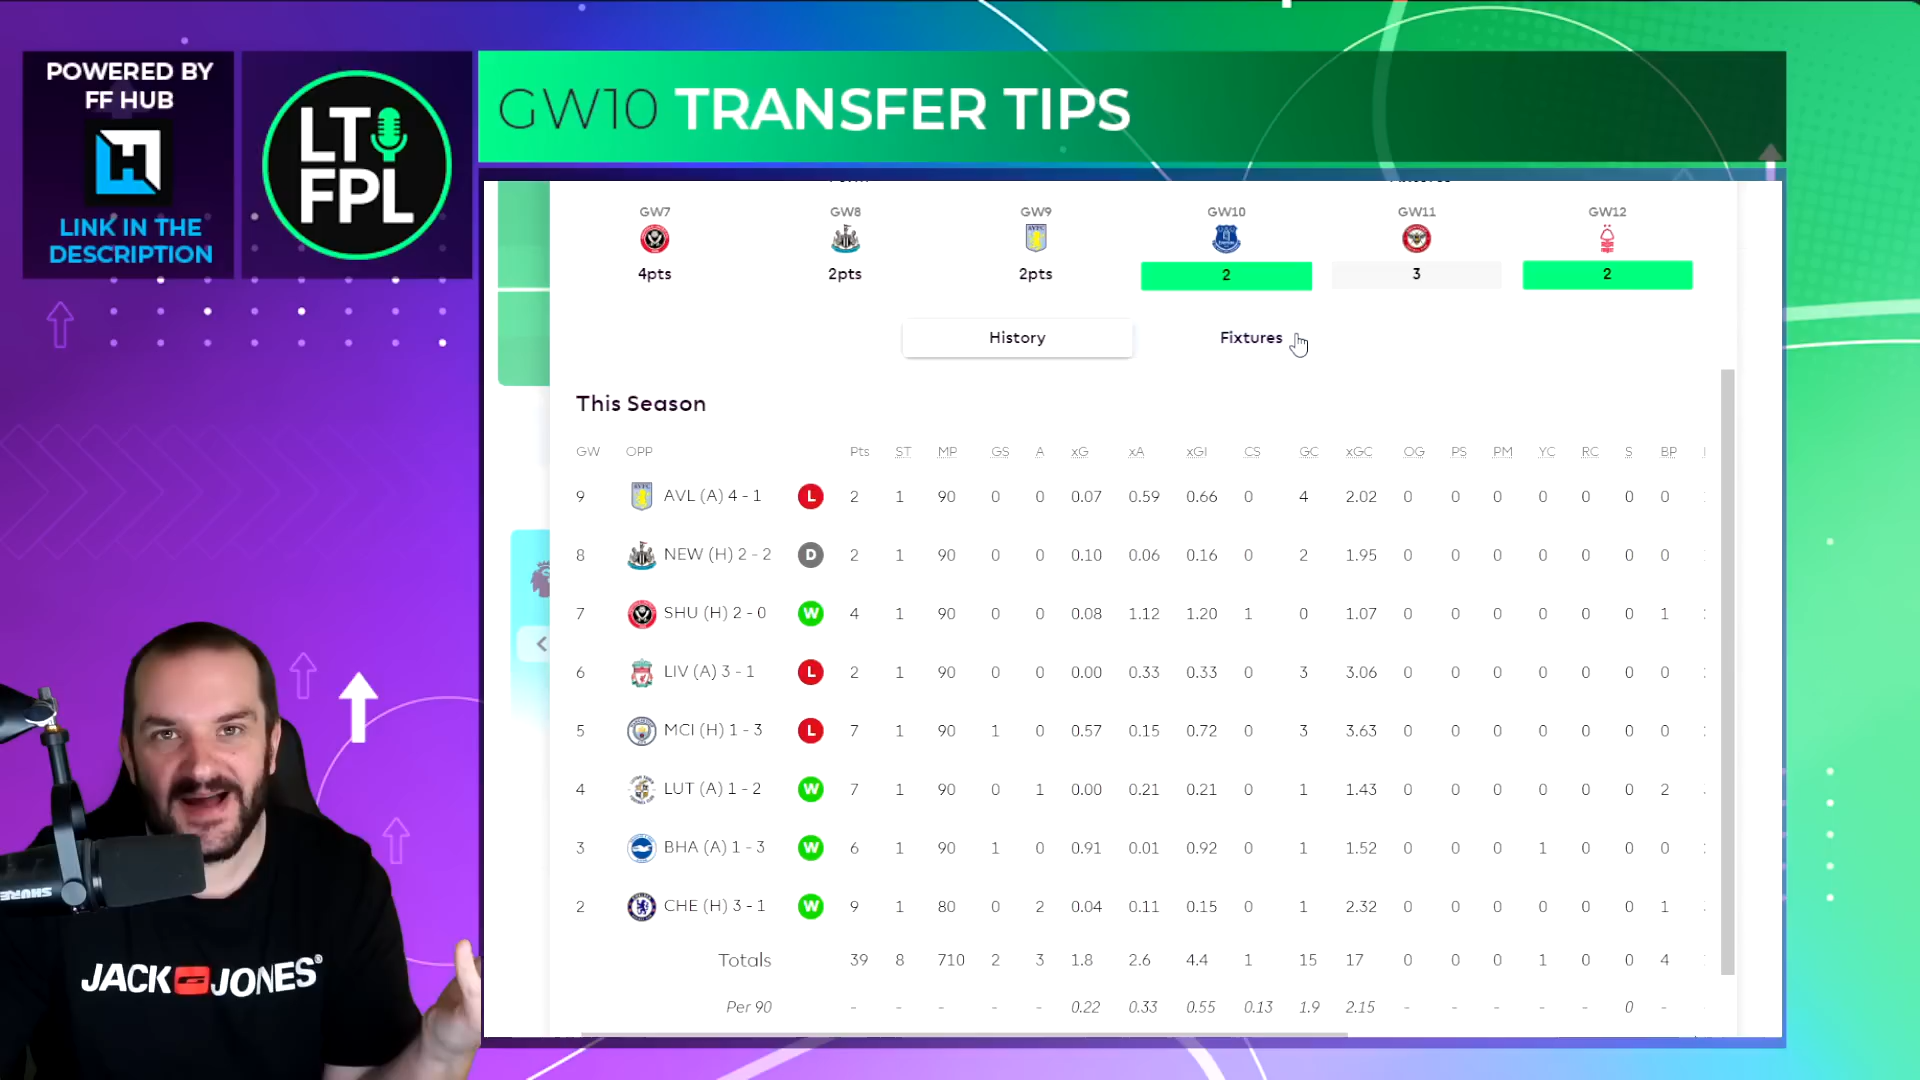 POWERED BY
FF HUB
LINK IN THE
DESCRIPTION
LT
FPL
GW10 TRANSFER TIPS
GW7 GW8 GW9 GW10 GW11 GW12
4pts 2pts 2pts 2 3 2
History Fixtures
This Season
GW OPP Pts ST MP GS A xG xA xGI CS GC xGC OG PS PM YC RC S BP
9 AVL (A) 4 - 1 L 2 1 90 0 0 0.07 0.59 0.66 0 4 2.02 0 0 0 0 0 0 0
8 NEW (H) 2 - 2 D 2 1 90 0 0 0.10 0.06 0.16 0 2 1.95 0 0 0 0 0 0 0
7 SHU (H) 2 - 0 W 4 1 90 0 0 0.08 1.12 1.20 1 0 1.07 0 0 0 0 0 0 1
6 LIV (A) 3 - 1 L 2 1 90 0 0 0.00 0.33 0.33 0 3 3.06 0 0 0 0 0 0 0
5 MCI (H) 1 - 3 L 7 1 90 1 0 0.57 0.15 0.72 0 3 3.63 0 0 0 0 0 0 0
4 LUT (A) 1 - 2 W 7 1 90 0 1 0.00 0.21 0.21 0 1 1.43 0 0 0 0 0 0 2
3 BHA (A) 1 - 3 W 6 1 90 1 0 0.91 0.01 0.92 0 1 1.52 0 0 0 1 0 0 0
2 CHE (H) 3 - 1 W 9 1 80 0 2 0.04 0.11 0.15 0 1 2.32 0 0 0 0 0 0 1
Totals 39 8 710 2 3 1.8 2.6 4.4 1 15 17 0 0 0 1 0 0 4
Per 90 - - - - - 0.22 0.33 0.55 0.13 1.9 2.15 - - - - - 0 -
SHURE
JACK & JONES®